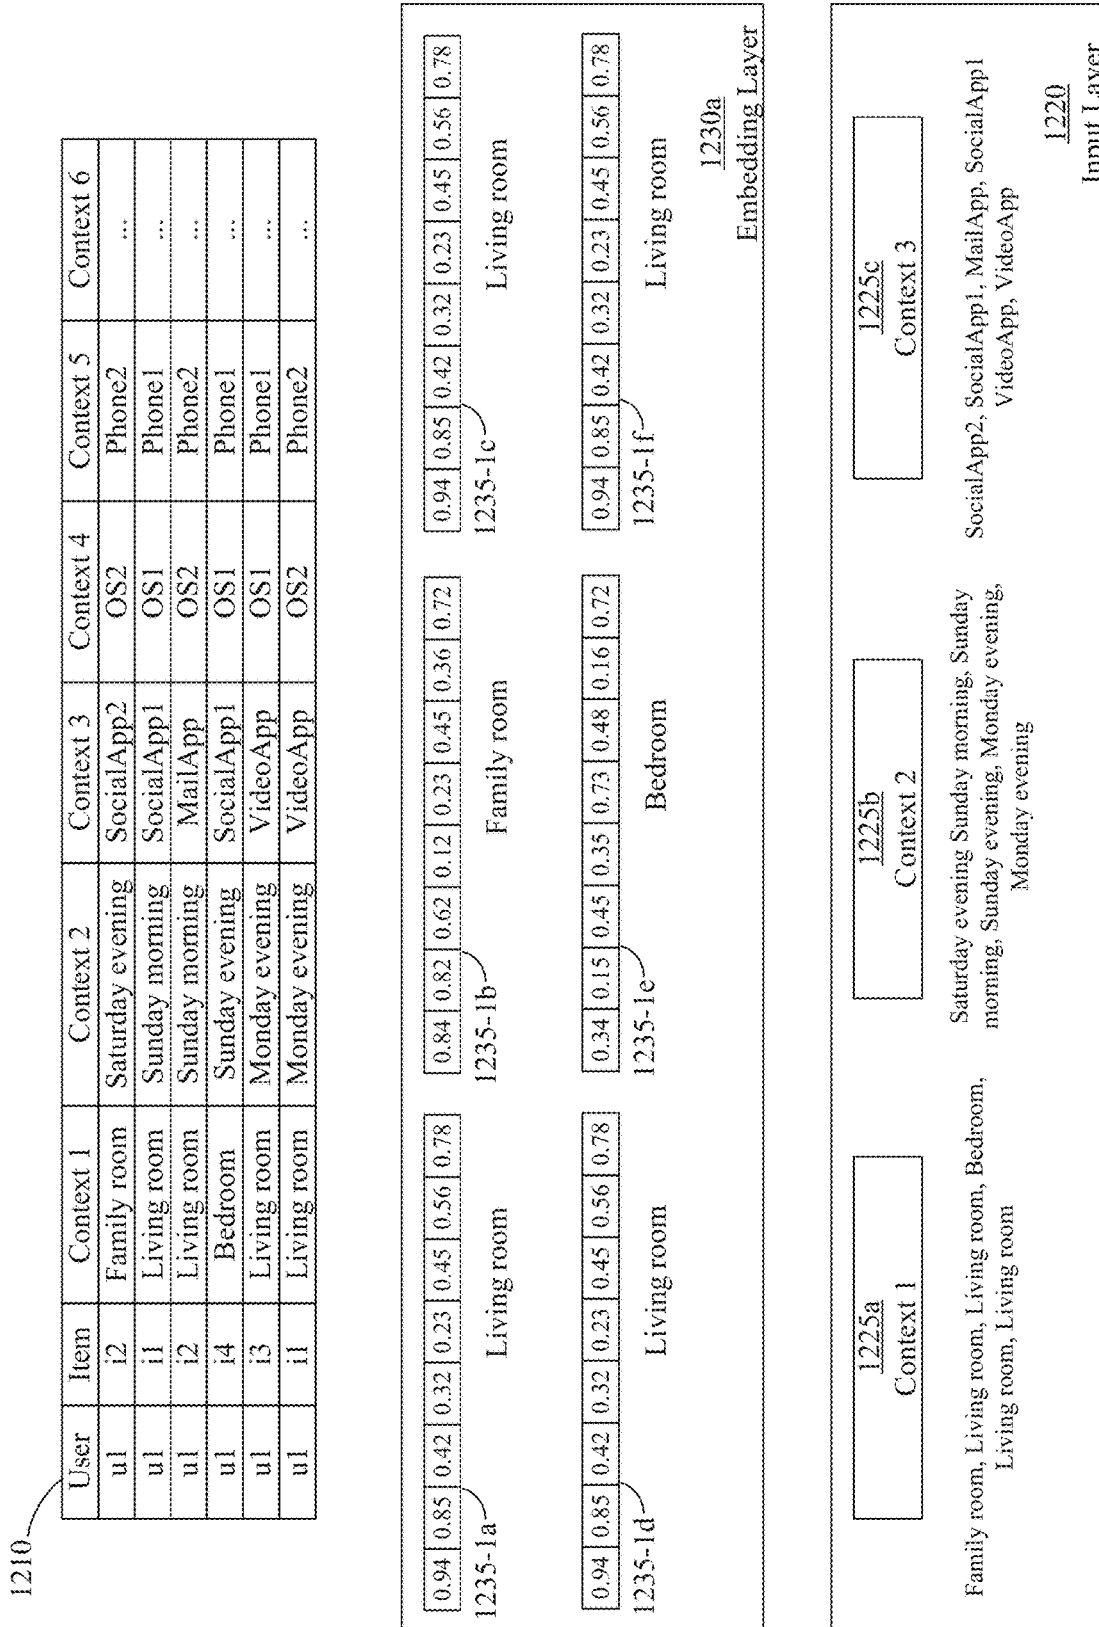 1210
User Item Context 1 Context 2 Context 3 Context 4 Context 5 Context 6
u1 i2 Family room Saturday evening SocialApp2 OS2 Phone2 ...
u1 i1 Living room Sunday morning SocialApp1 OS1 Phone1 ...
u1 i2 Living room Sunday morning MailApp OS2 Phone2 ...
u1 i4 Bedroom Sunday evening SocialApp1 OS1 Phone1 ...
u1 i3 Living room Monday evening VideoApp OS1 Phone1 ...
u1 i1 Living room Monday evening VideoApp OS2 Phone2 ...
0.94 0.85 0.42 0.32 0.23 0.45 0.56 0.78
1235-1a
Living room
0.84 0.82 0.62 0.12 0.23 0.45 0.36 0.72
1235-1b
Family room
0.94 0.85 0.42 0.32 0.23 0.45 0.56 0.78
1235-1c
Living room
0.94 0.85 0.42 0.32 0.23 0.45 0.56 0.78
1235-1d
Living room
0.34 0.15 0.45 0.35 0.73 0.48 0.16 0.72
1235-1e
Bedroom
0.94 0.85 0.42 0.32 0.23 0.45 0.56 0.78
1235-1f
Living room
1230a
Embedding Layer
1225a
Context 1
Family room, Living room, Living room, Bedroom,
Living room, Living room
1225b
Context 2
Saturday evening Sunday morning, Sunday
morning, Sunday evening, Monday evening,
Monday evening
1225c
Context 3
SocialApp2, SocialApp1, MailApp, SocialApp1
VideoApp, VideoApp
1220
Input Layer